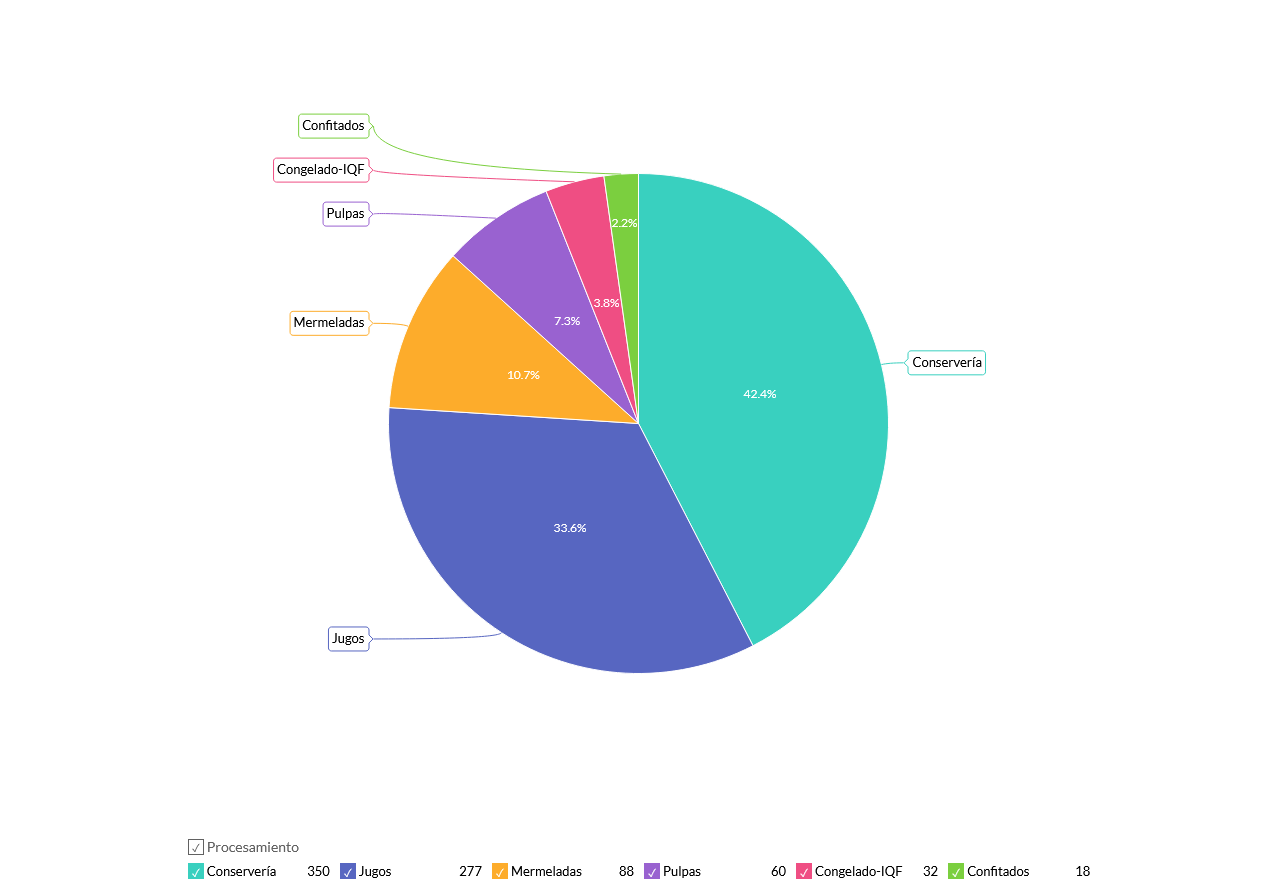 Confitados
Congelado-IQF
Pulpas
2.2%
3.8%
7.3%
Mermeladas
10.7%
Conservería
42.4%
33.6%
Jugos
Procesamiento
Conservería 350 Jugos 277 Mermeladas 88 Pulpas 60 Congelado-IQF 32 Confitados 18